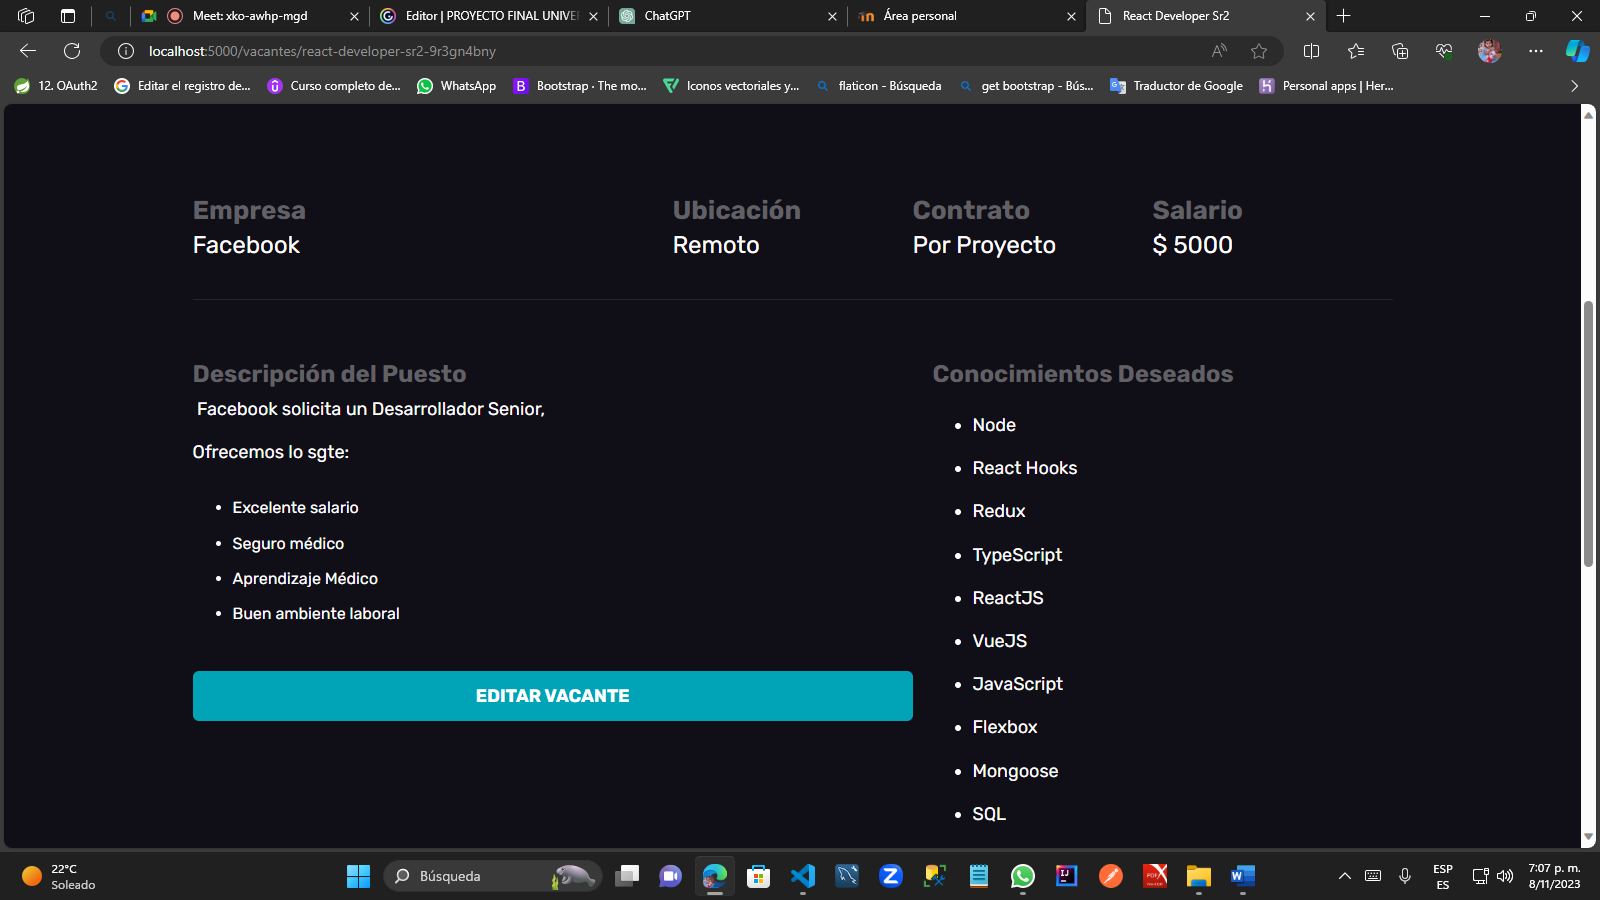 Meet: xko-awhp-mgd
Editor | PROYECTO FINAL UNIVE
ChatGPT
Área personal
React Developer Sr2
localhost:5000/vacantes/react-developer-sr2-9r3gn4bny
12. OAuth2
Editar el registro de...
Curso completo de...
WhatsApp
Bootstrap · The mo...
Iconos vectoriales y...
flaticon - Búsqueda
get bootstrap - Bús...
Traductor de Google
Personal apps | Her...
Empresa
Facebook
Ubicación
Remoto
Contrato
Por Proyecto
Salario
$ 5000
Descripción del Puesto
Facebook solicita un Desarrollador Senior,
Ofrecemos lo sgte:
• Excelente salario
• Seguro médico
• Aprendizaje Médico
• Buen ambiente laboral
EDITAR VACANTE
Conocimientos Deseados
• Node
• React Hooks
• Redux
• TypeScript
• ReactJS
• VueJS
• JavaScript
• Flexbox
• Mongoose
• SQL
22°C
Soleado
Búsqueda
ESP
ES
7:07 p. m.
8/11/2023